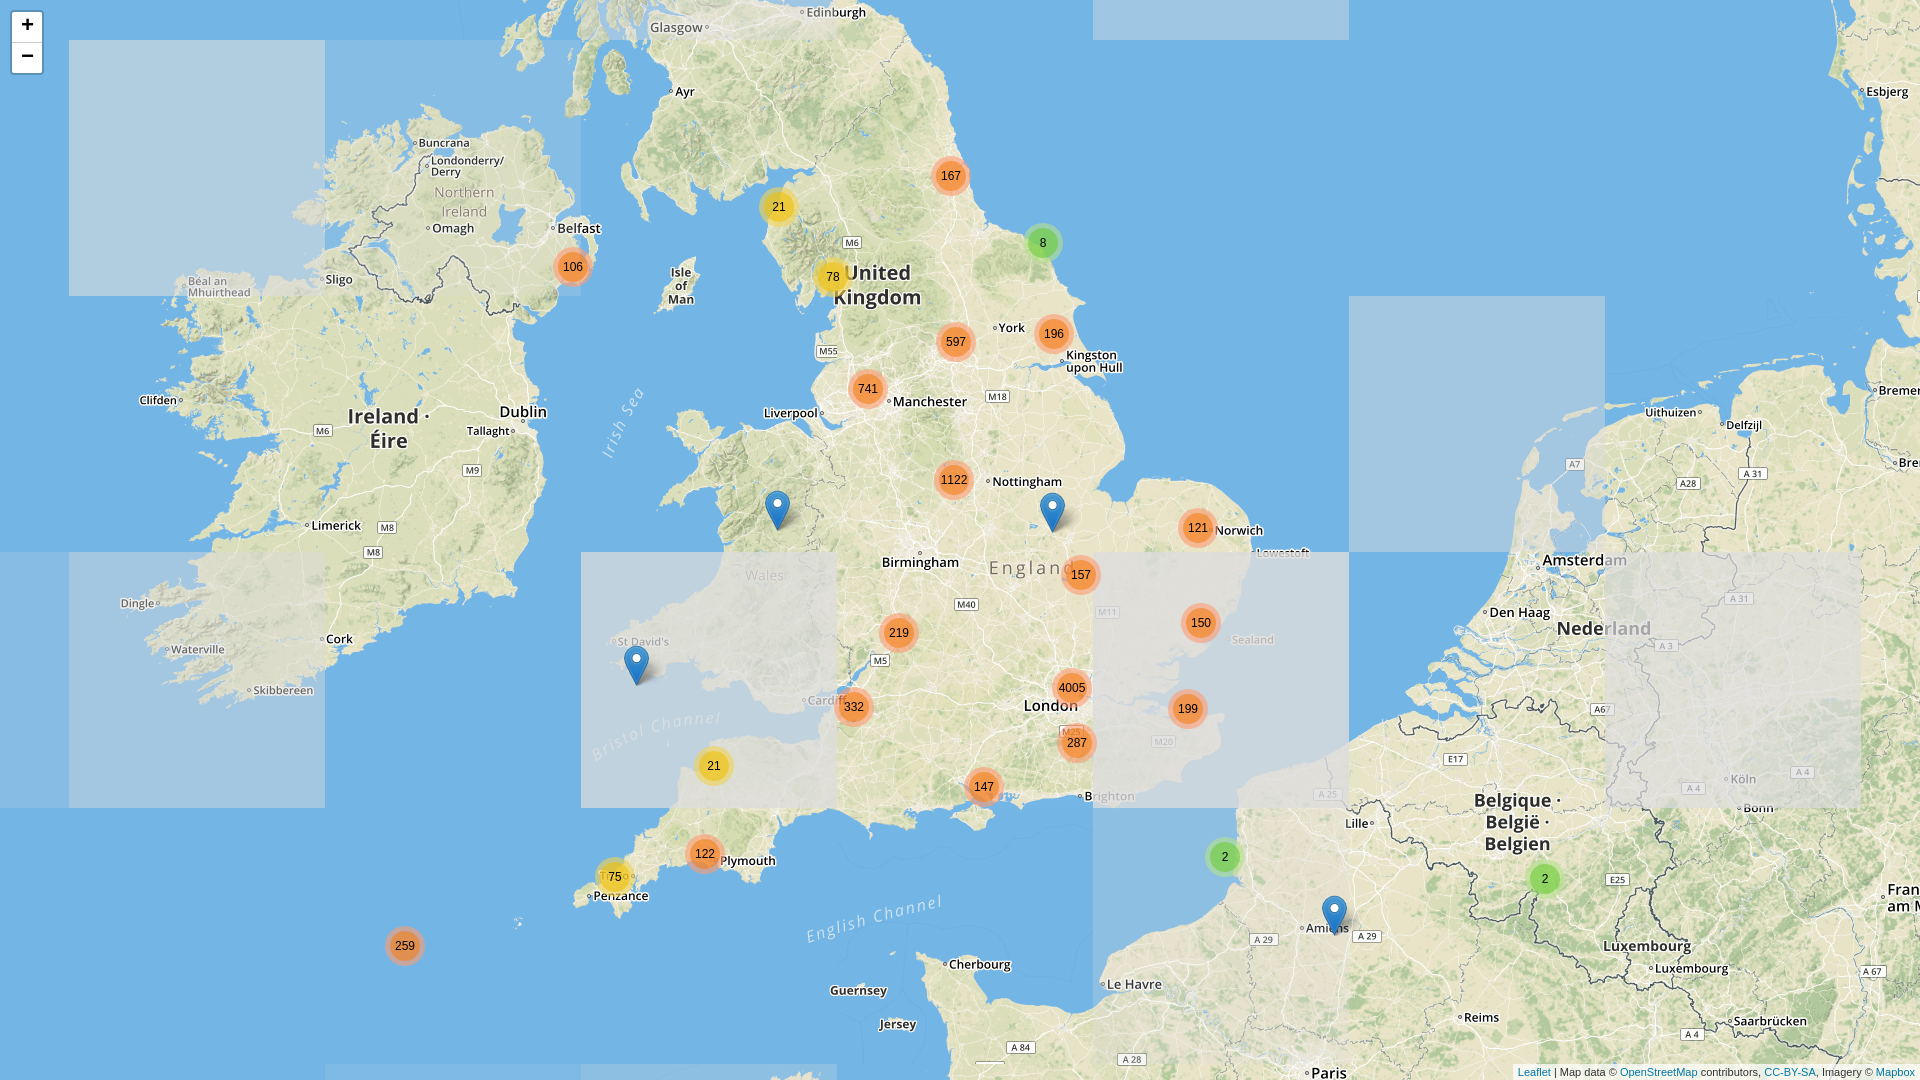 +
−
Edinburgh
Glasgow
Ayr
Esbjerg
Buncrana
Londonderry/
Derry
167
Northern
Ireland
21
Omagh
Belfast
M6
8
106
Isle
of
Man
78
United
Kingdom
Sligo
Béal an
Mhuirthead
York
196
597
M55
Kingston
upon Hull
741
Manchester
M18
Liverpool
Clifden
Irish Sea
Ireland ·
Éire
Dublin
Tallaght
M6
M9
Uithuizen
Delfzijl
Bremer
Bre
A7
A 31
A28
1122
Nottingham
121
Norwich
Lowestoft
Limerick
M8
M8
Birmingham
England
157
Wales
Amsterdam
Dingle
M40
M11
150
Den Haag
A 31
Nederland
Sealand
219
M5
St David's
Cork
Waterville
A 3
Skibbereen
4005
London
Cardiff
332
199
A67
Bristol Channel
M25
287
M20
E17
21
147
Brighton
A 25
Köln
A 4
A 4
Bonn
Belgique ·
België ·
Belgien
Lille
122
Plymouth
75
Penzance
2
2
E25
Fran
am M
English Channel
259
Amiens
A 29
A 29
Luxembourg
Luxembourg
A 67
Cherbourg
Guernsey
Le Havre
Jersey
Reims
Saarbrücken
A 84
A 28
A 4
Paris
Leaflet | Map data © OpenStreetMap contributors, CC-BY-SA, Imagery © Mapbox